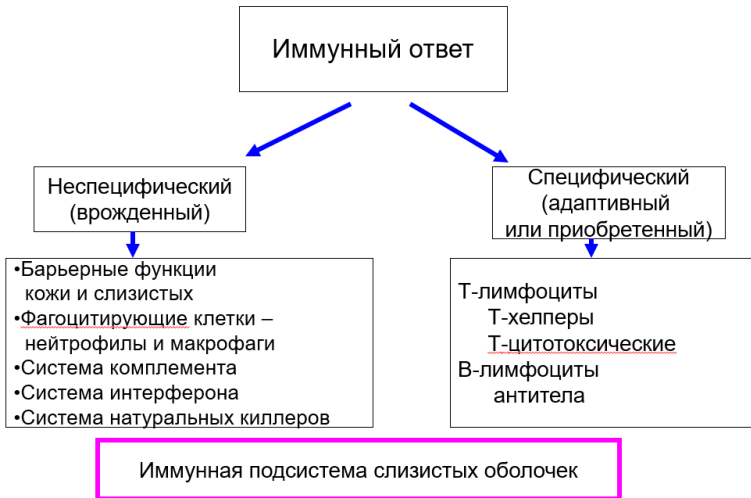 Иммунный ответ
Неспецифический
(врожденный)
Специфический
(адаптивный
или приобретенный)
•Барьерные функции
кожи и слизистых
•Фагоцитирующие клетки –
нейтрофилы и макрофаги
•Система комплемента
•Система интерферона
•Система натуральных киллеров
Т-лимфоциты
Т-хелперы
Т-цитотоксические
В-лимфоциты
антитела
Иммунная подсистема слизистых оболочек